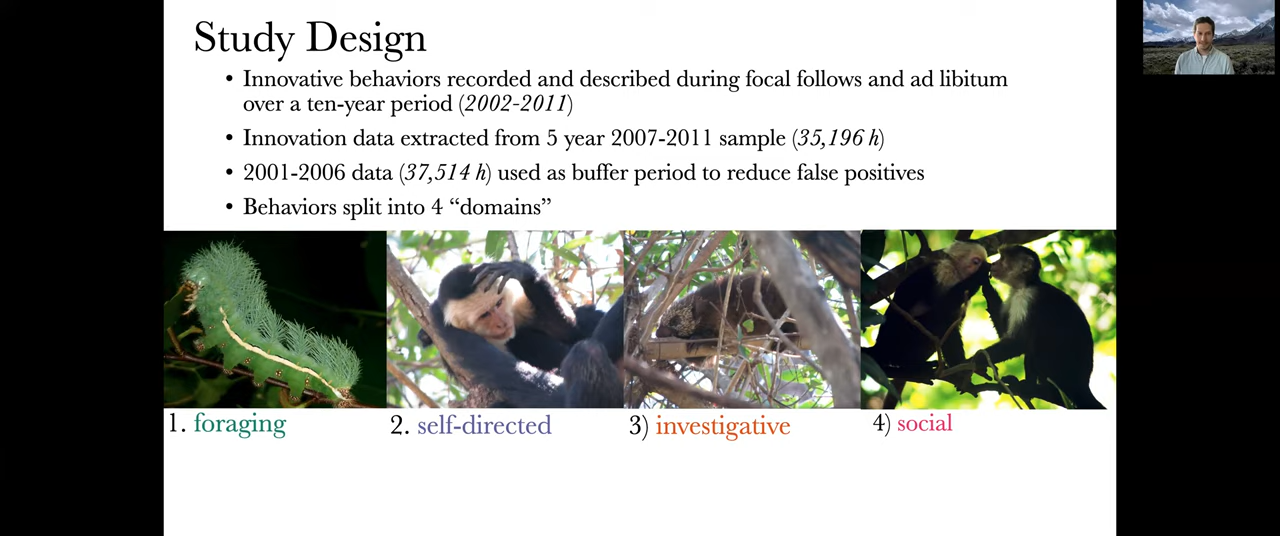 Study Design
• Innovative behaviors recorded and described during focal follows and ad libitum
over a ten-year period (2002-2011)
• Innovation data extracted from 5 year 2007-2011 sample (35,196 h)
• 2001-2006 data (37,514 h) used as buffer period to reduce false positives
• Behaviors split into 4 “domains”
1. foraging
2. self-directed
3) investigative
4) social